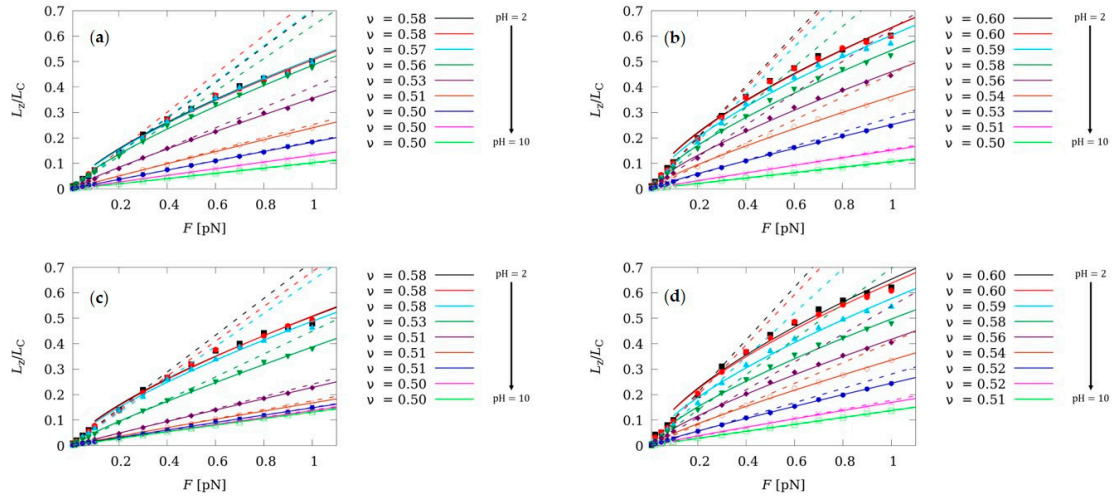 (a)
L_z/L_C
0.7
0.6
0.5
0.4
0.3
0.2
0.1
0
0.2 0.4 0.6 0.8 1
F [pN]
ν = 0.58
ν = 0.58
ν = 0.57
ν = 0.56
ν = 0.53
ν = 0.51
ν = 0.50
ν = 0.50
ν = 0.50
pH = 2
pH = 10
(b)
L_z/L_C
0.7
0.6
0.5
0.4
0.3
0.2
0.1
0
0.2 0.4 0.6 0.8 1
F [pN]
ν = 0.60
ν = 0.60
ν = 0.59
ν = 0.58
ν = 0.56
ν = 0.54
ν = 0.53
ν = 0.51
ν = 0.50
pH = 2
pH = 10
(c)
L_z/L_C
0.7
0.6
0.5
0.4
0.3
0.2
0.1
0
0.2 0.4 0.6 0.8 1
F [pN]
ν = 0.58
ν = 0.58
ν = 0.58
ν = 0.53
ν = 0.51
ν = 0.51
ν = 0.51
ν = 0.50
ν = 0.50
pH = 2
pH = 10
(d)
L_z/L_C
0.7
0.6
0.5
0.4
0.3
0.2
0.1
0
0.2 0.4 0.6 0.8 1
F [pN]
ν = 0.60
ν = 0.60
ν = 0.59
ν = 0.58
ν = 0.56
ν = 0.54
ν = 0.52
ν = 0.52
ν = 0.51
pH = 2
pH = 10